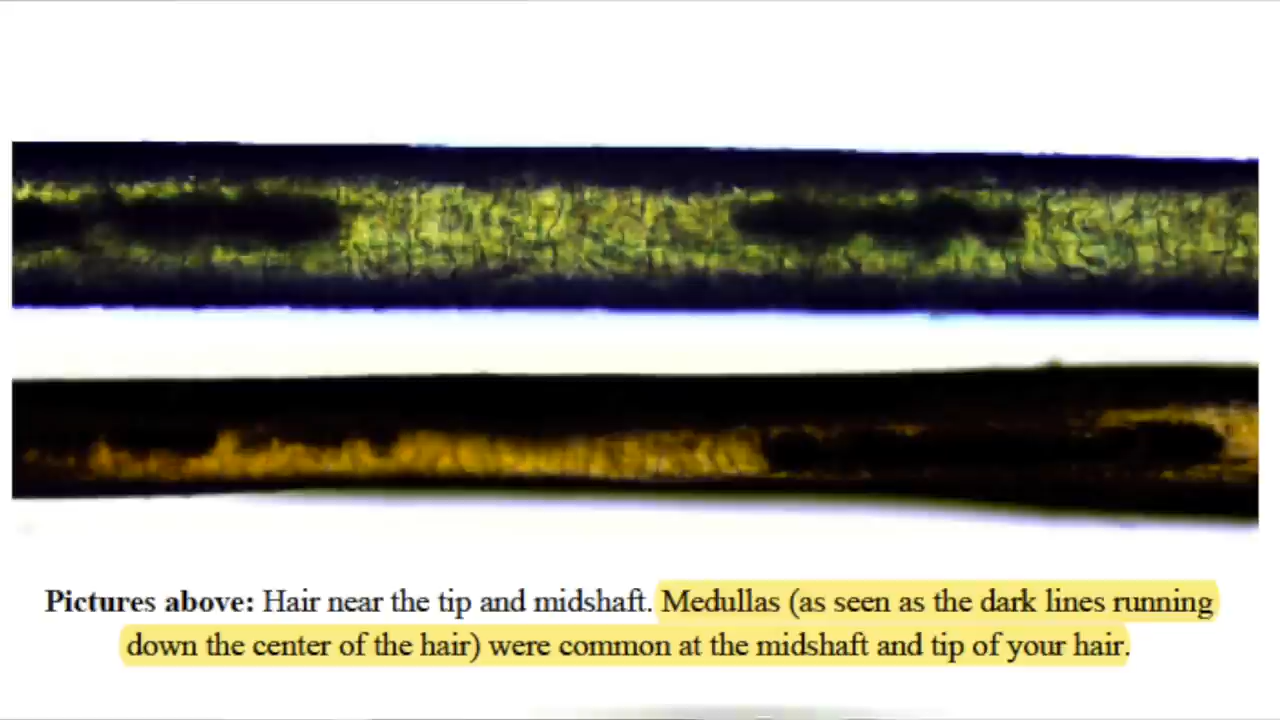 Pictures above: Hair near the tip and midshaft. Medullas (as seen as the dark lines running
down the center of the hair) were common at the midshaft and tip of your hair.